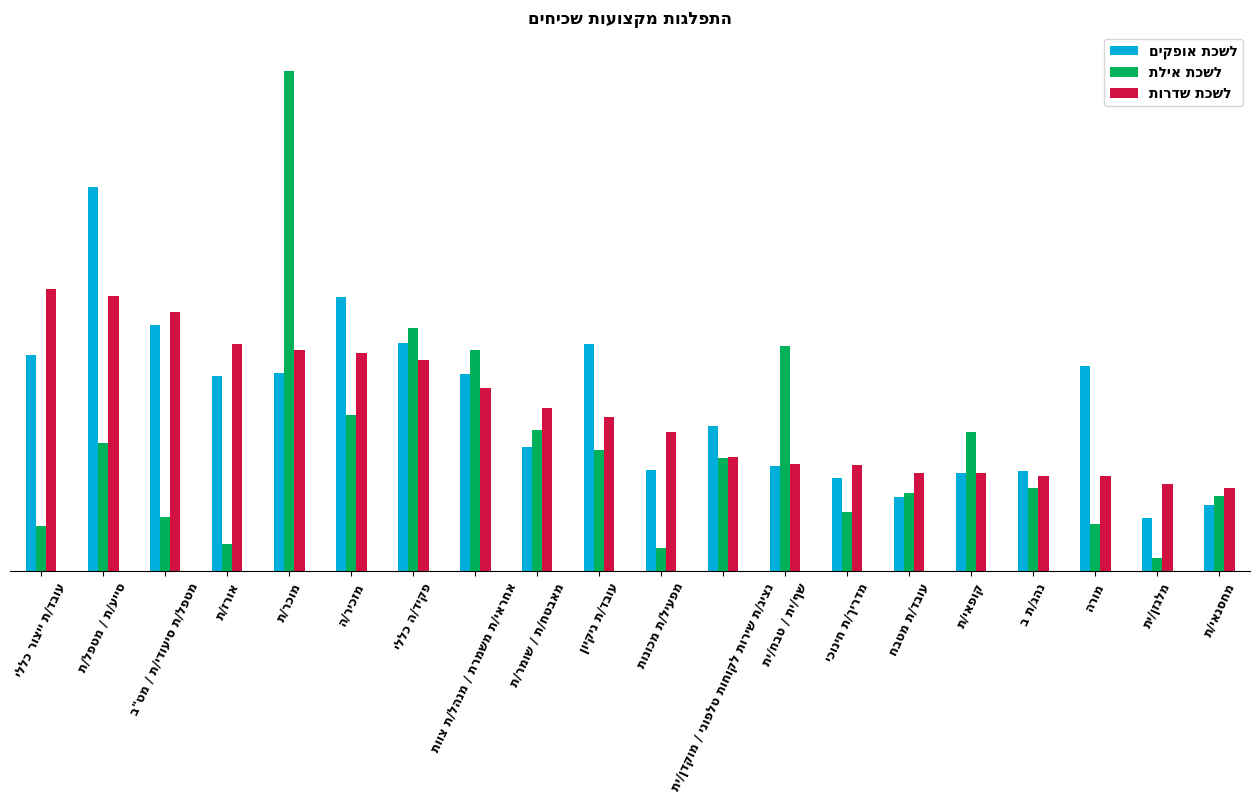 התפלגות מקצועות שכיחים
לשכת אופקים
לשכת אילת
לשכת שדרות
עובד/ת ייצור כללי
סייע/ת / מטפל/ת
מטפל/ת סיעודי/ת / מט"ב
אורז/ת
מוכר/ת
מזכיר/ה
פקיד/ה כללי
אחראי/ת משמרת / מנהל/ת צוות
מאבטח/ת / שומר/ת
עובד/ת ניקיון
מפעיל/ת מכונות
נציג/ת שירות לקוחות טלפוני / מוקדן/ית
שף/ית / טבח/ית
מדריך/ת חינוכי
עובד/ת מטבח
קופאי/ת
נהג/ת ב
מורה
מלגזן/ית
מחסנאי/ת